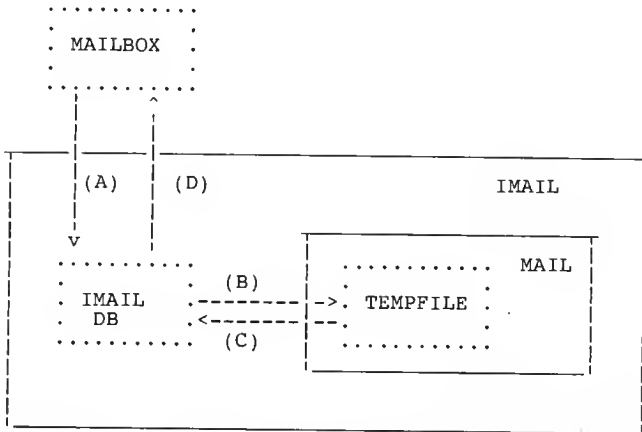 MAILBOX
(A) (D) IMAIL
MAIL
(B)
IMAIL TEMPFILE
DB
(C)